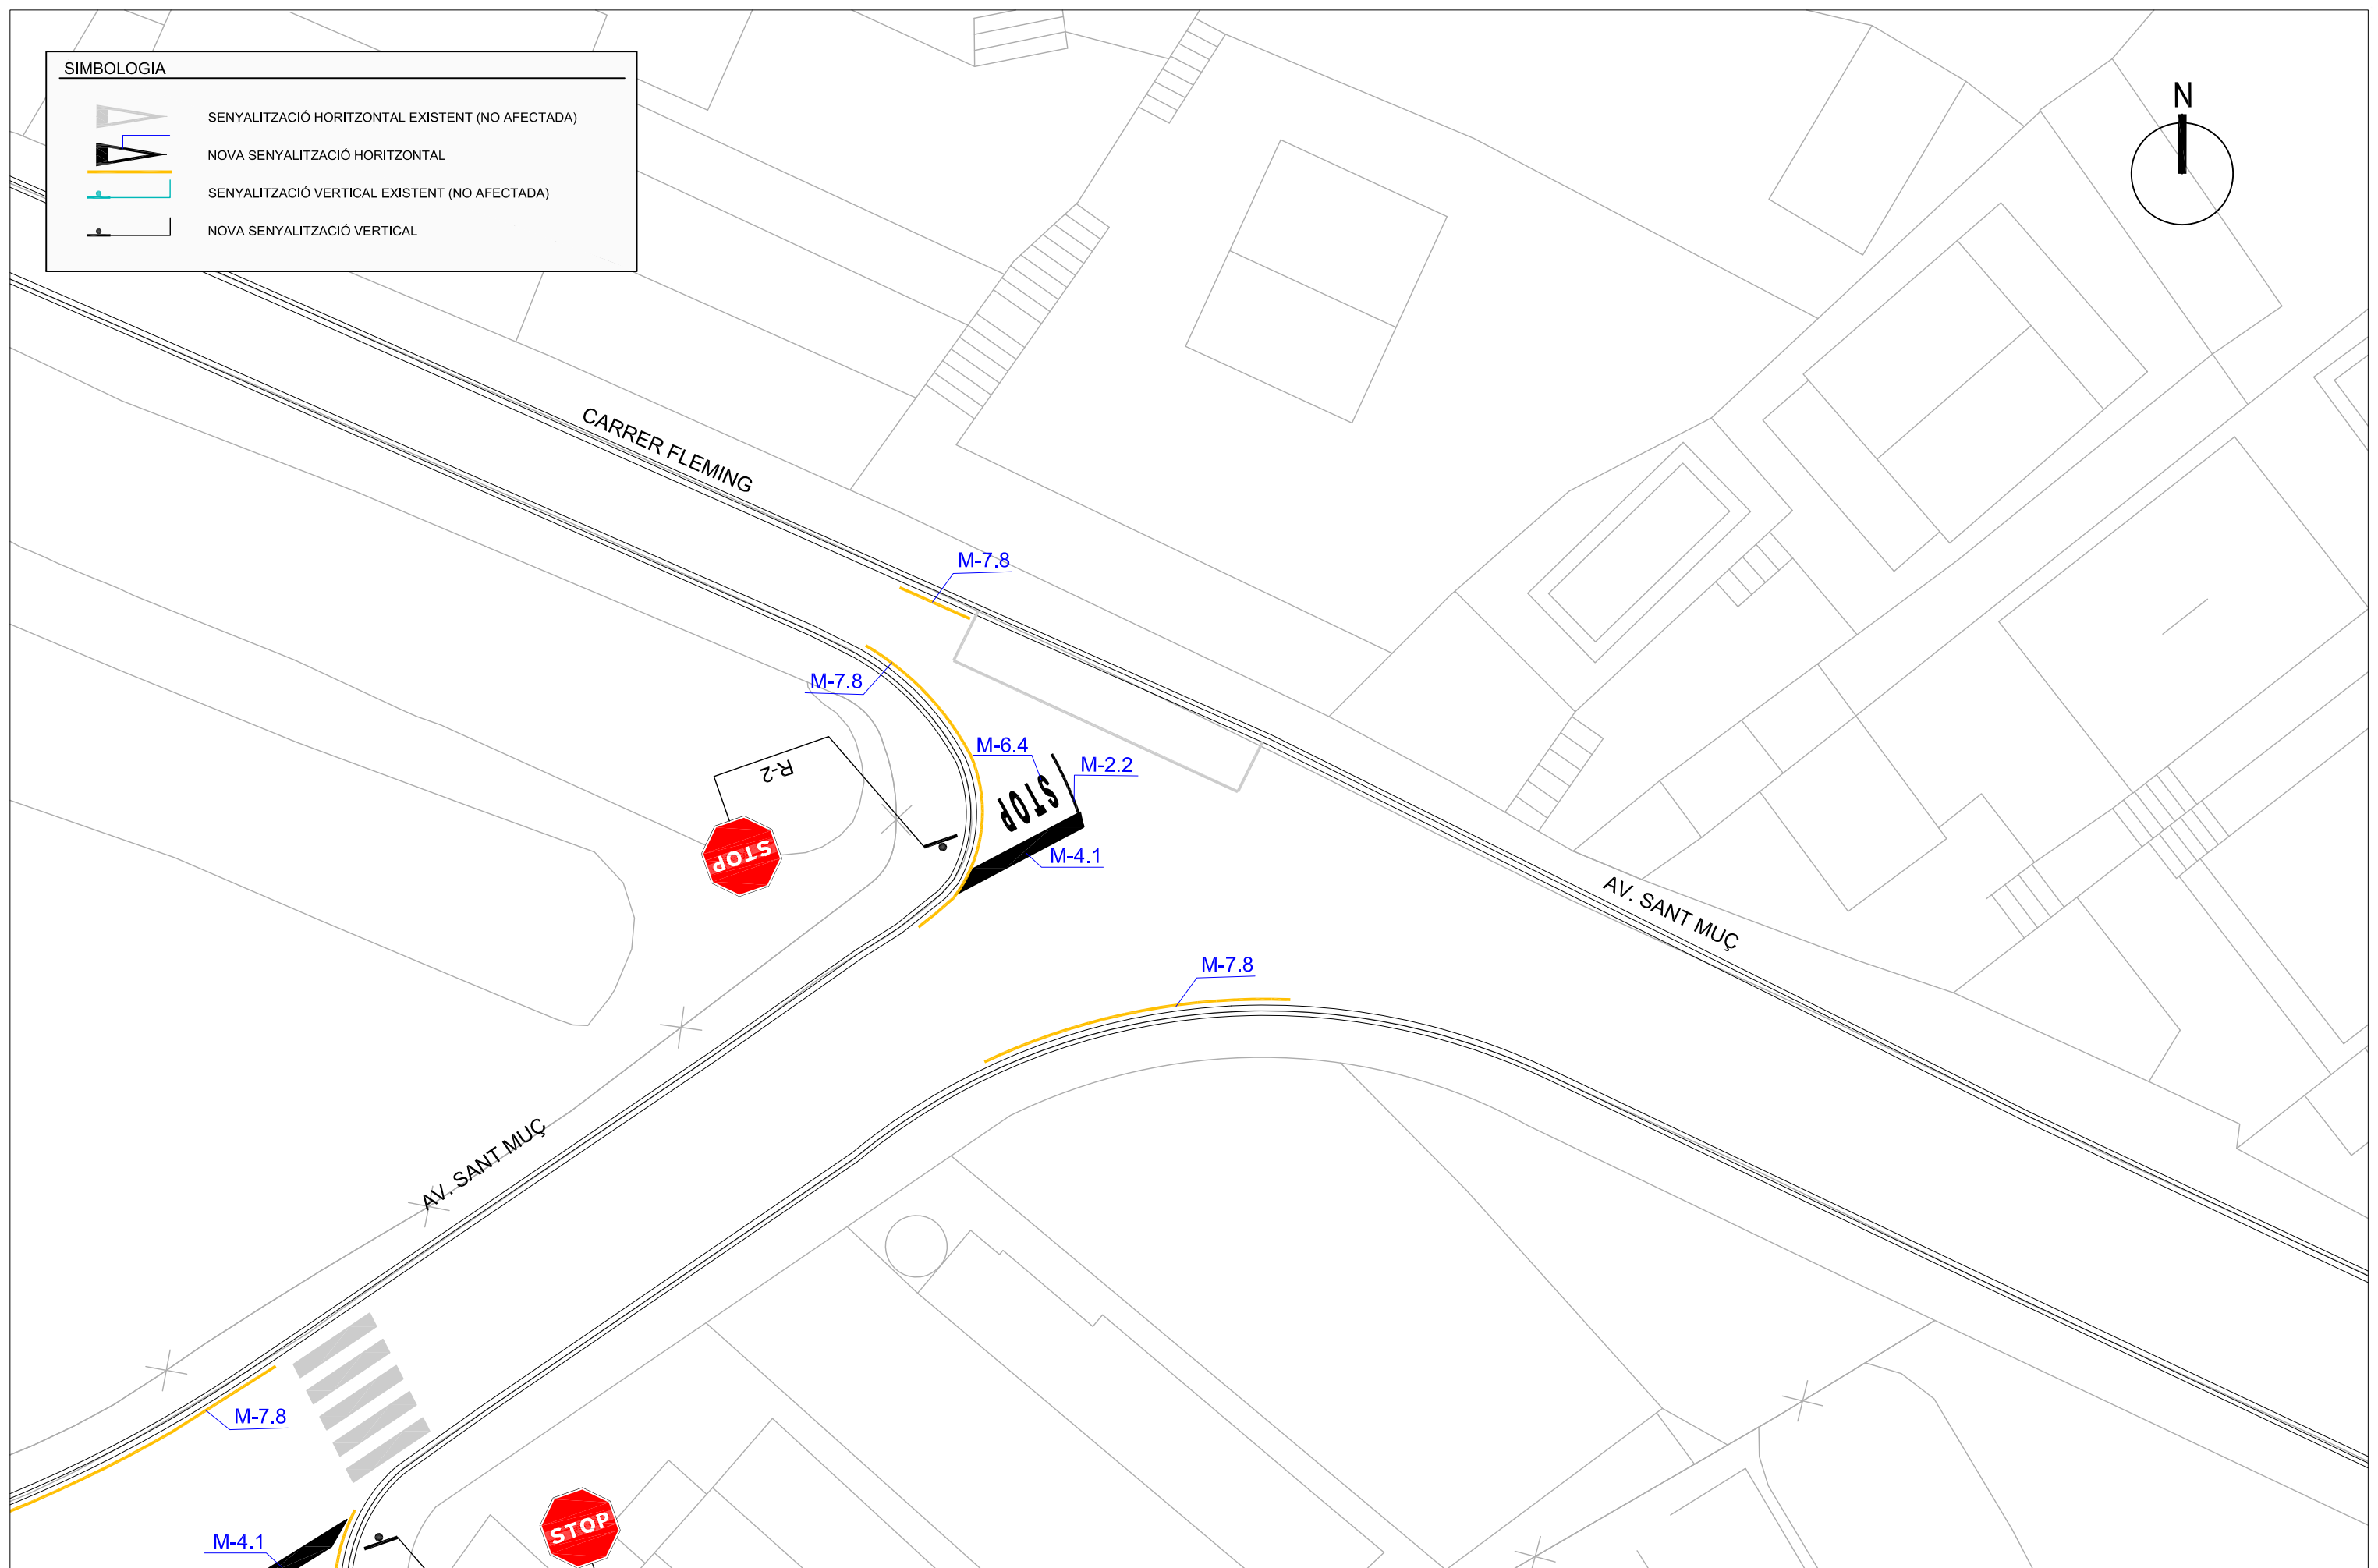 SIMBOLOGIA
SENYALITZACIÓ HORITZONTAL EXISTENT (NO AFECTADA)
NOVA SENYALITZACIÓ HORITZONTAL
SENYALITZACIÓ VERTICAL EXISTENT (NO AFECTADA)
NOVA SENYALITZACIÓ VERTICAL
N
CARRER FLEMING
M-7.8
M-7.8
M-6.4
M-2.2
R-2
STOP
STOP
M-4.1
AV. SANT MUÇ
M-7.8
AV. SANT MUÇ
M-7.8
STOP
M-4.1